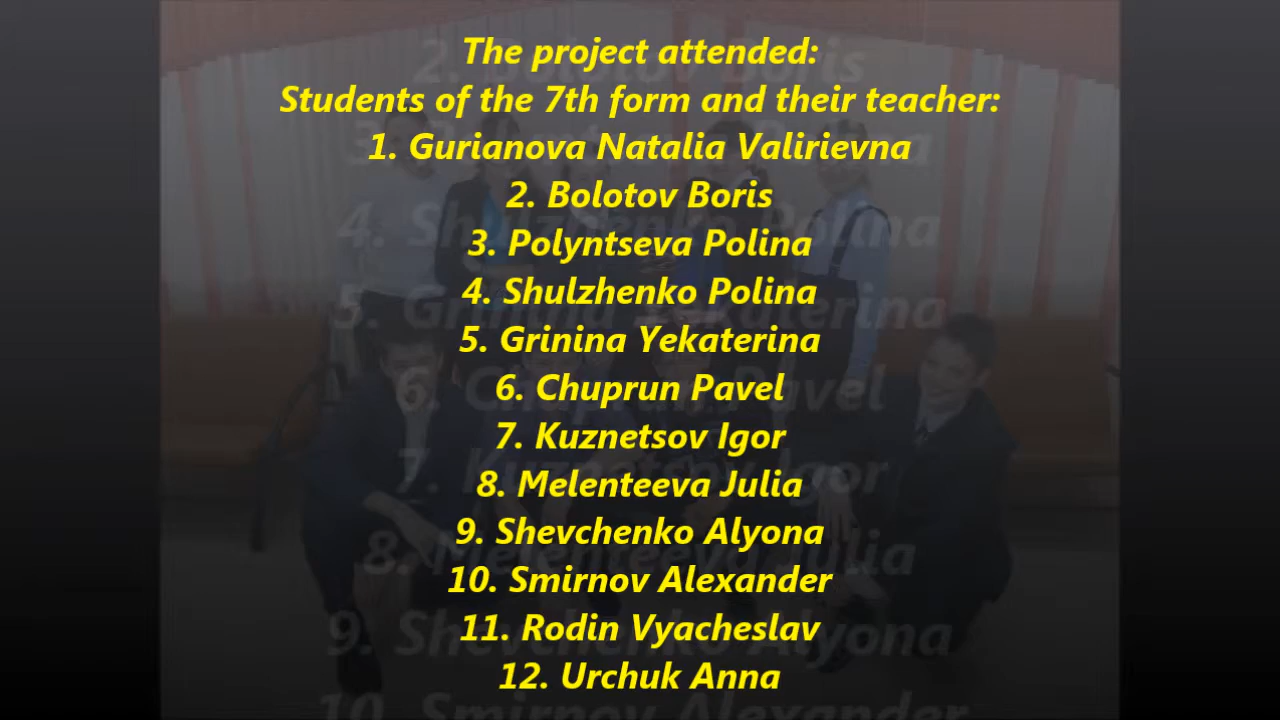 The project attended:
Students of the 7th form and their teacher:
1. Gurianova Natalia Valirievna
2. Bolotov Boris
3. Polyntseva Polina
4. Shulzhenko Polina
5. Grinina Yekaterina
6. Chuprun Pavel
7. Kuznetsov Igor
8. Melenteeva Julia
9. Shevchenko Alyona
10. Smirnov Alexander
11. Rodin Vyacheslav
12. Urchuk Anna